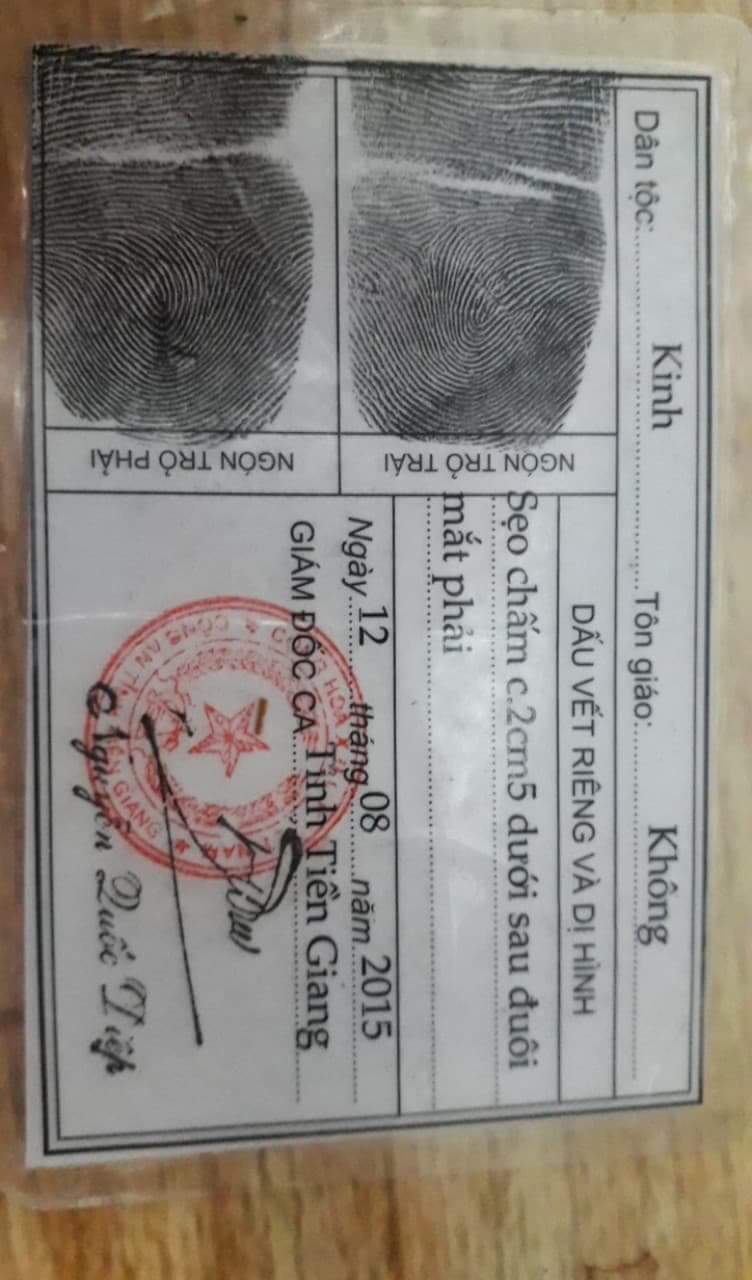 Dân tộc: Kinh Tôn giáo: Không
NGÓN TRỎ TRÁI
NGÓN TRỎ PHẢI
DẤU VẾT RIÊNG VÀ DỊ HÌNH
Sẹo chấm c.2cm5 dưới sau đuôi
mắt phải
Ngày 12 tháng 08 năm 2015
GIÁM ĐỐC CA Tỉnh Tiền Giang
Nguyễn Quốc Tiệp